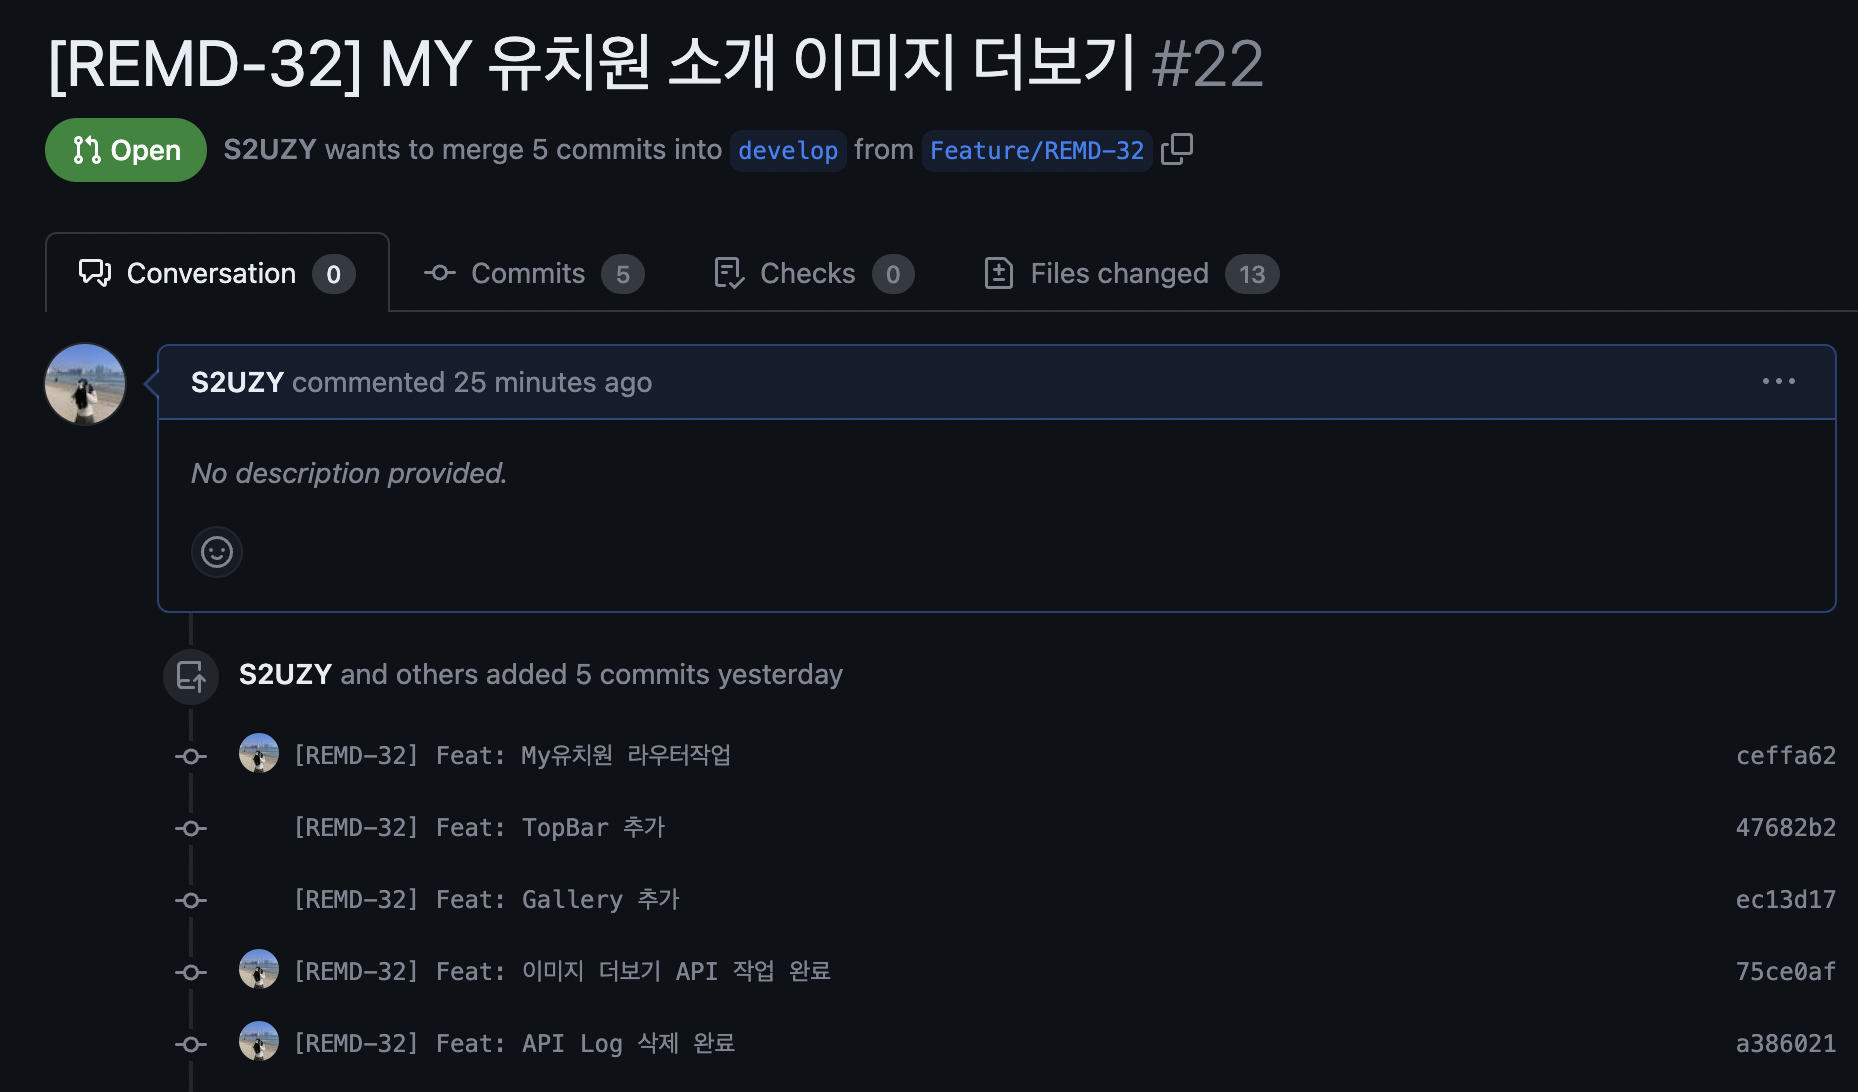 [REMD-32] MY 유치원 소개 이미지 더보기 #22
Open S2UZY wants to merge 5 commits into develop from Feature/REMD-32
Conversation 0 Commits 5 Checks 0 Files changed 13
S2UZY commented 25 minutes ago
No description provided.
S2UZY and others added 5 commits yesterday
[REMD-32] Feat: My유치원 라우터작업 ceffa62
[REMD-32] Feat: TopBar 추가 47682b2
[REMD-32] Feat: Gallery 추가 ec13d17
[REMD-32] Feat: 이미지 더보기 API 작업 완료 75ce0af
[REMD-32] Feat: API Log 삭제 완료 a386021